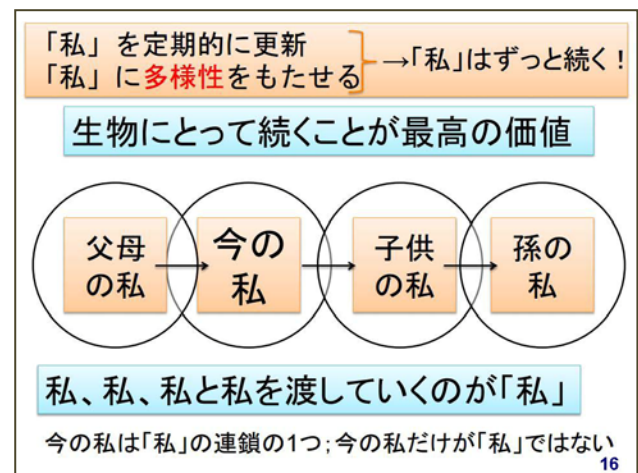 「私」を定期的に更新
「私」に多様性をもたせる
→「私」はずっと続く！
生物にとって続くことが最高の価値
父母
の私
今の
私
子供
の私
孫の
私
私、私、私と私を渡していくのが「私」
今の私は「私」の連鎖の1つ；今の私だけが「私」ではない
16